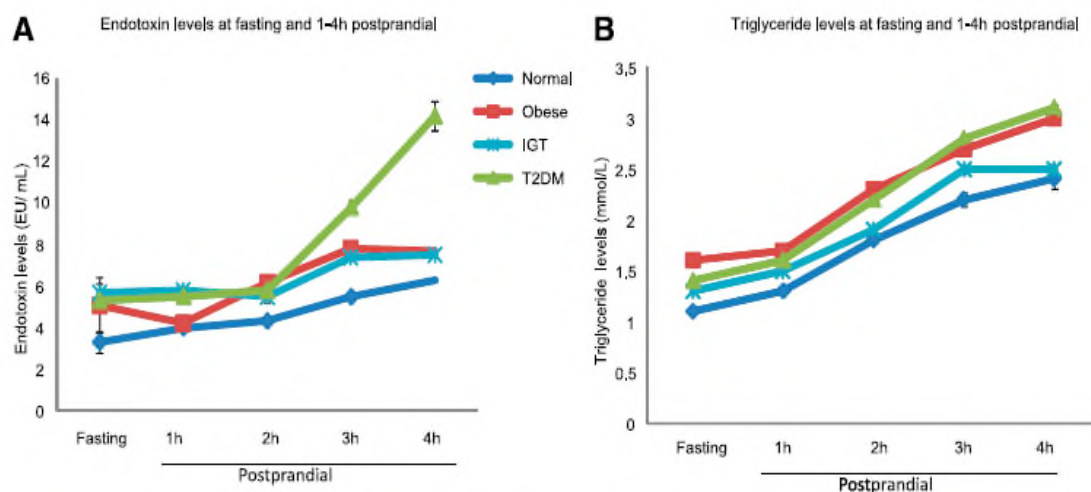 A
Endotoxin levels at fasting and 1-4h postprandial
Endotoxin levels (EU/ mL)
16
14
12
10
8
6
4
2
0
Fasting 1h 2h 3h 4h
Postprandial
Normal
Obese
IGT
T2DM
B
Triglyceride levels at fasting and 1-4h postprandial
Triglyceride levels (mmol/L)
3.5
3
2.5
2
1.5
1
0.5
0
Fasting 1h 2h 3h 4h
Postprandial